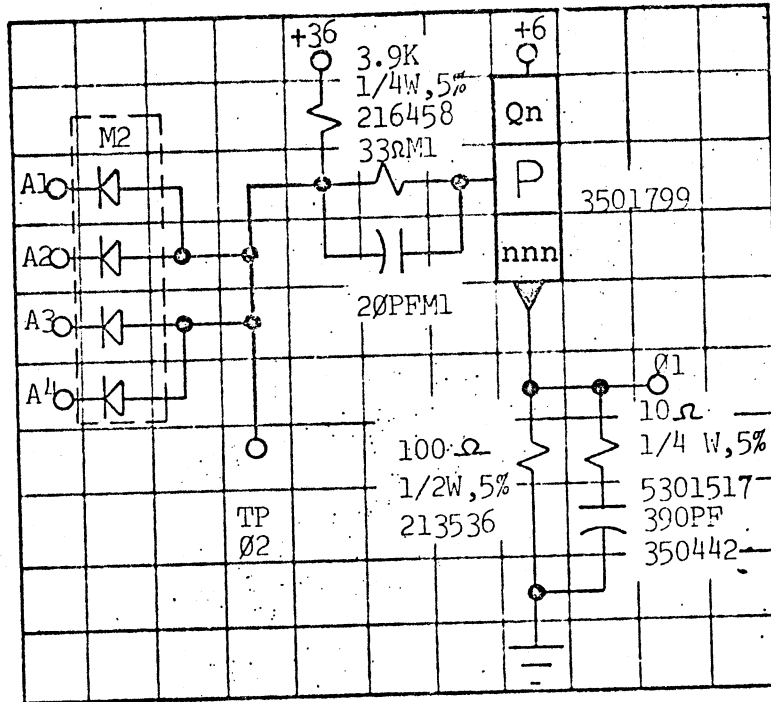 +36
3.9K
1/4W,5%
216458
33ΩM1
+6
Qn
P
nnn
3501799
M2
A1
A2
A3
A4
20PFM1
Ø1
100Ω
1/2W,5%
213536
10Ω
1/4 W,5%
5301517
390PF
350442
TP
Ø2